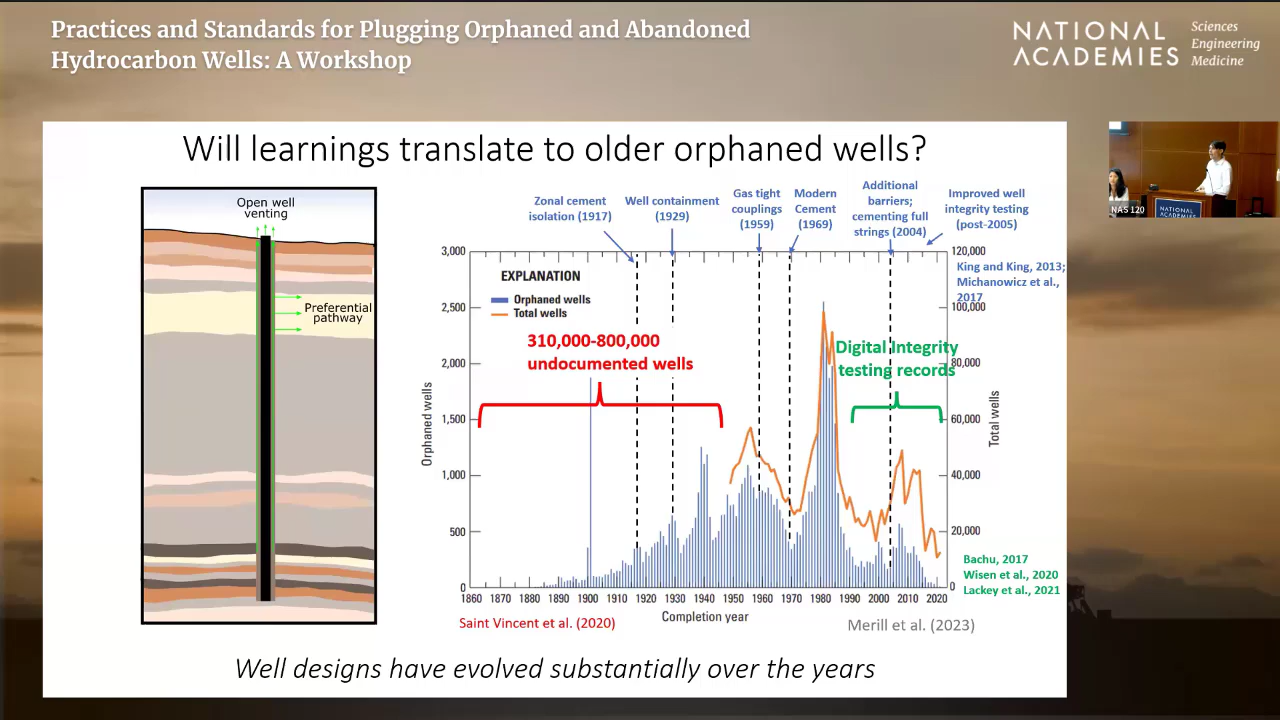 Practices and Standards for Plugging Orphaned and Abandoned
Hydrocarbon Wells: A Workshop
NATIONAL
ACADEMIES
Sciences
Engineering
Medicine
Will learnings translate to older orphaned wells?
Open well
venting
Preferential
pathway
Zonal cement
isolation (1917)
Well containment
(1929)
Gas tight
couplings
(1959)
Modern
Cement
(1969)
Additional
barriers;
cementing full
strings (2004)
Improved well
integrity testing
(post-2005)
King and King, 2013;
Michanowicz et al.,
2017
EXPLANATION
Orphaned wells
Total wells
310,000-800,000
undocumented wells
Digital Integrity
testing records
Orphaned wells
3,000
2,500
2,000
1,500
1,000
500
0
120,000
100,000
80,000
60,000
40,000
20,000
0
Total wells
1860 1870 1880 1890 1900 1910 1920 1930 1940 1950 1960 1970 1980 1990 2000 2010 2020
Completion year
Bachu, 2017
Wisen et al., 2020
Lackey et al., 2021
Saint Vincent et al. (2020)
Merill et al. (2023)
Well designs have evolved substantially over the years
NAS 120
NATIONAL
ACADEMIES